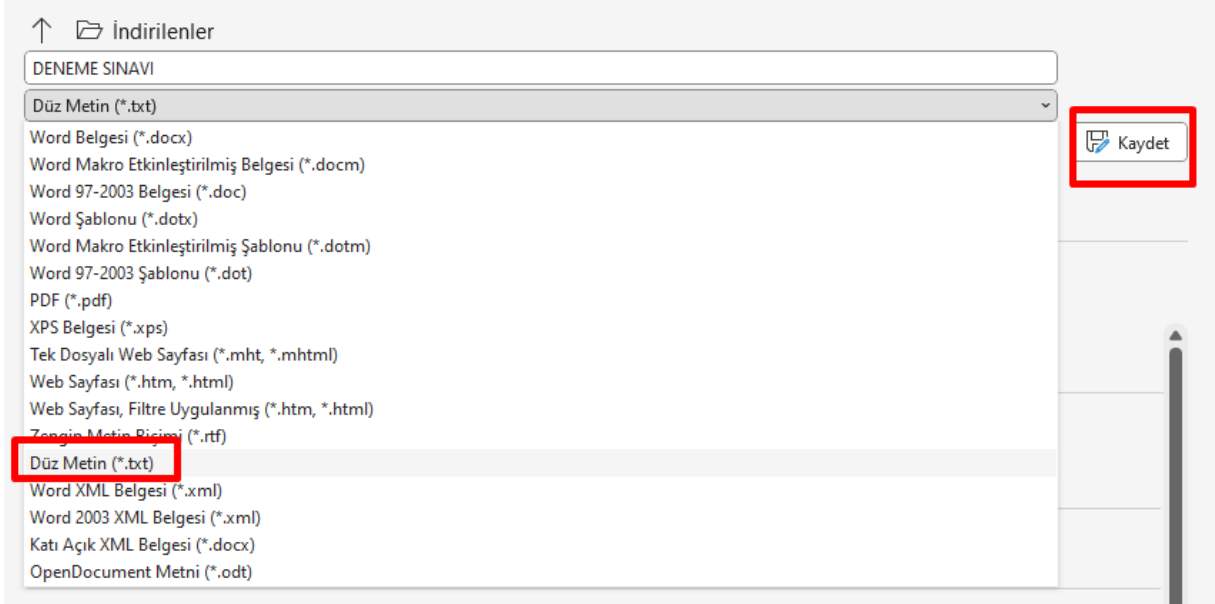 İndirilenler
DENEME SINAVI
Düz Metin (*.txt)
Kaydet
Word Belgesi (*.docx)
Word Makro Etkinleştirilmiş Belgesi (*.docm)
Word 97-2003 Belgesi (*.doc)
Word Şablonu (*.dotx)
Word Makro Etkinleştirilmiş Şablonu (*.dotm)
Word 97-2003 Şablonu (*.dot)
PDF (*.pdf)
XPS Belgesi (*.xps)
Tek Dosyalı Web Sayfası (*.mht, *.mhtml)
Web Sayfası (*.htm, *.html)
Web Sayfası, Filtre Uygulanmış (*.htm, *.html)
Zengin Metin Biçimi (*.rtf)
Düz Metin (*.txt)
Word XML Belgesi (*.xml)
Word 2003 XML Belgesi (*.xml)
Katı Açık XML Belgesi (*.docx)
OpenDocument Metni (*.odt)